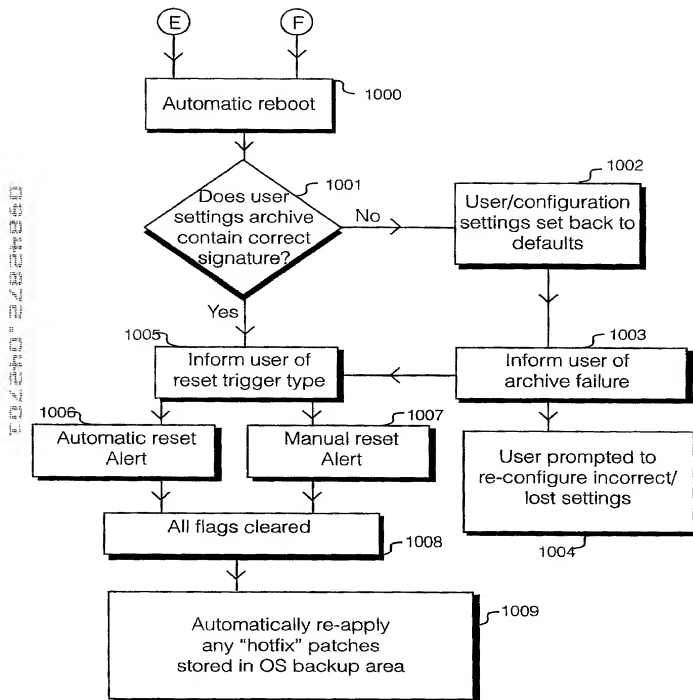 E
F
Automatic reboot
1000
Does user
settings archive
contain correct
signature?
1001
No
1002
User/configuration
settings set back to
defaults
Yes
1005
Inform user of
reset trigger type
1003
Inform user of
archive failure
1006
Automatic reset
Alert
1007
Manual reset
Alert
User prompted to
re-configure incorrect/
lost settings
1004
All flags cleared
1008
Automatically re-apply
any "hotfix" patches
stored in OS backup area
1009